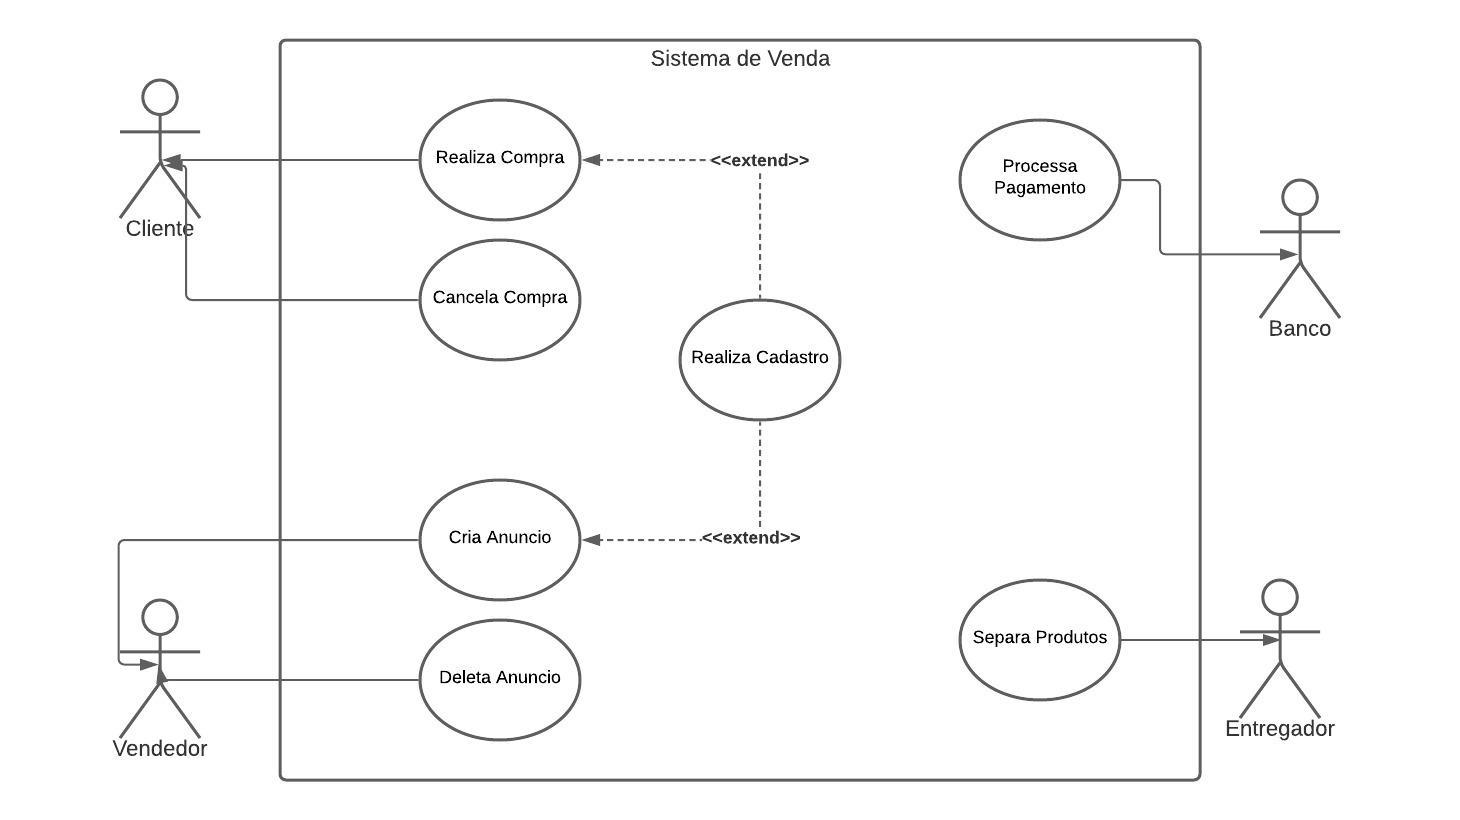 Sistema de Venda
Realiza Compra
<<extend>>
Processa
Pagamento
Cliente
Cancela Compra
Banco
Realiza Cadastro
Cria Anuncio
<<extend>>
Separa Produtos
Deleta Anuncio
Entregador
Vendedor